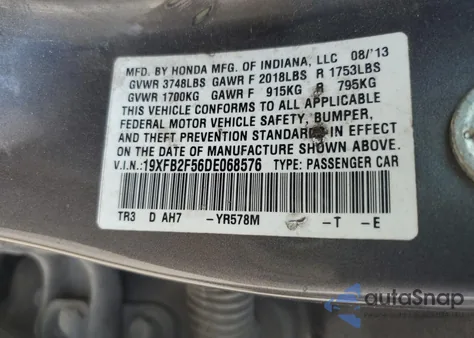 MFD. BY HONDA MFG. OF INDIANA, LLC 08/'13
GVWR 3748LBS GAWR F 2018LBS R 1753LBS
GVWR 1700KG GAWR F 915KG R 795KG
THIS VEHICLE CONFORMS TO ALL APPLICABLE
FEDERAL MOTOR VEHICLE SAFETY, BUMPER,
AND THEFT PREVENTION STANDARDS IN EFFECT
ON THE DATE OF MANUFACTURE SHOWN ABOVE.
V.I.N.:19XFB2F56DE068576 TYPE: PASSENGER CAR
TR3 D AH7 -YR578M -T -E
autoSnap